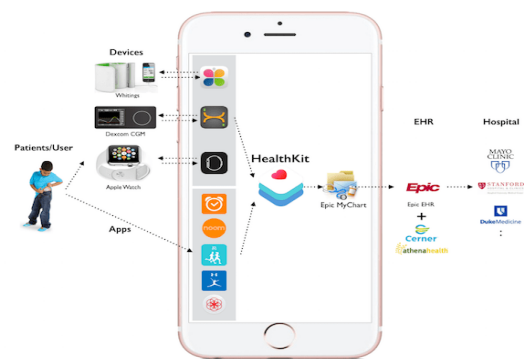 Devices
Whitings
Dexcom CGM
Patients/User
Apple Watch
Apps
noom
HealthKit
Epic MyChart
EHR
Epic
Epic EHR
+
Cerner
athenahealth
Hospital
MAYO
CLINIC
STANFORD
DukeMedicine
: